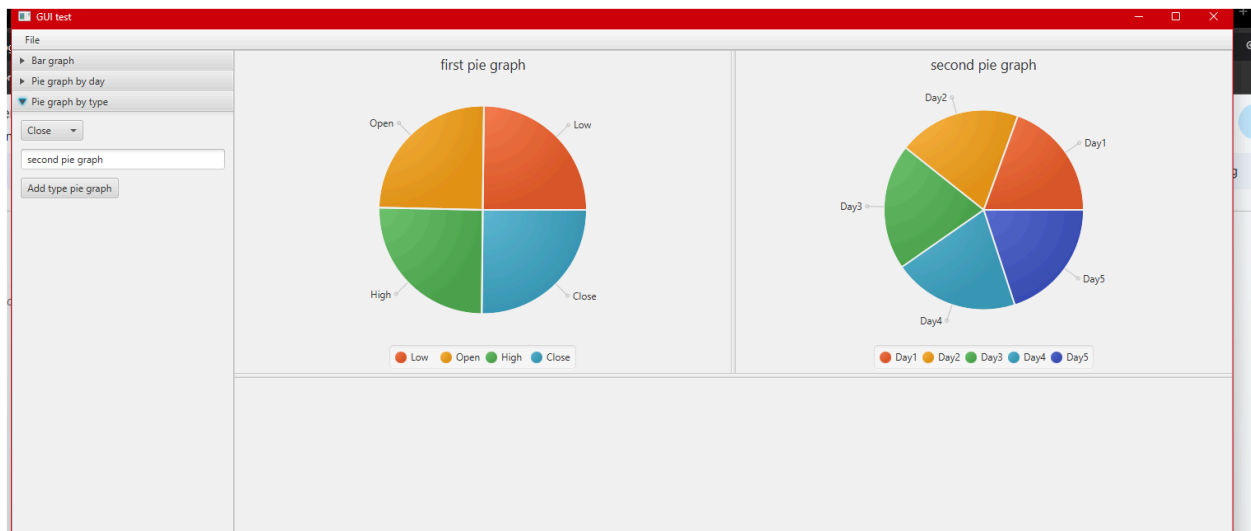 GUI test
File
Bar graph
Pie graph by day
Pie graph by type
Close
second pie graph
Add type pie graph
first pie graph
Open
Low
High
Close
Low Open High Close
second pie graph
Day2
Day1
Day3
Day5
Day4
Day1 Day2 Day3 Day4 Day5